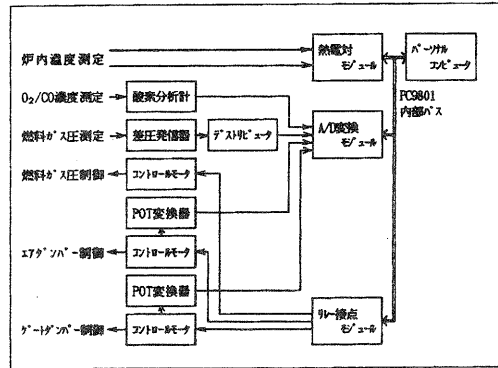 炉内温度測定
熱電対
モジュール
パーソナル
コンピュータ
PC9801
内部バス
O₂/CO濃度測定
酸素分析計
燃料ガス圧測定
差圧発信器
デストリビュータ
A/D変換
モジュール
燃料ガス圧制御
コントロールモータ
POT変換器
エアダンパー制御
コントロールモータ
POT変換器
ゲートダンパー制御
コントロールモータ
リレー接点
モジュール